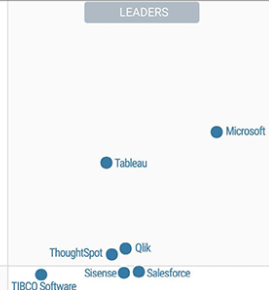 LEADERS
Microsoft
Tableau
Qlik
ThoughtSpot
Sisense
Salesforce
TIBCO Software